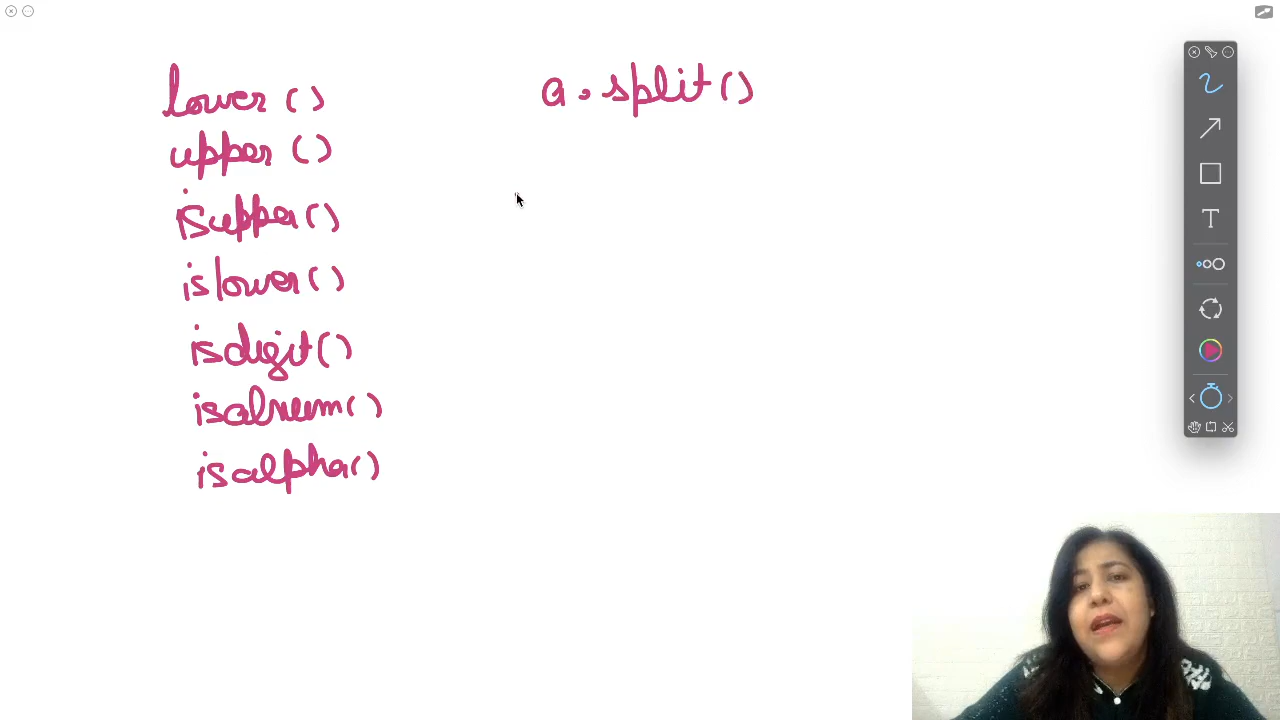 lower ()
upper ()
isupper()
islower()
isdigit()
isalnum()
isalpha()
a.split()
T